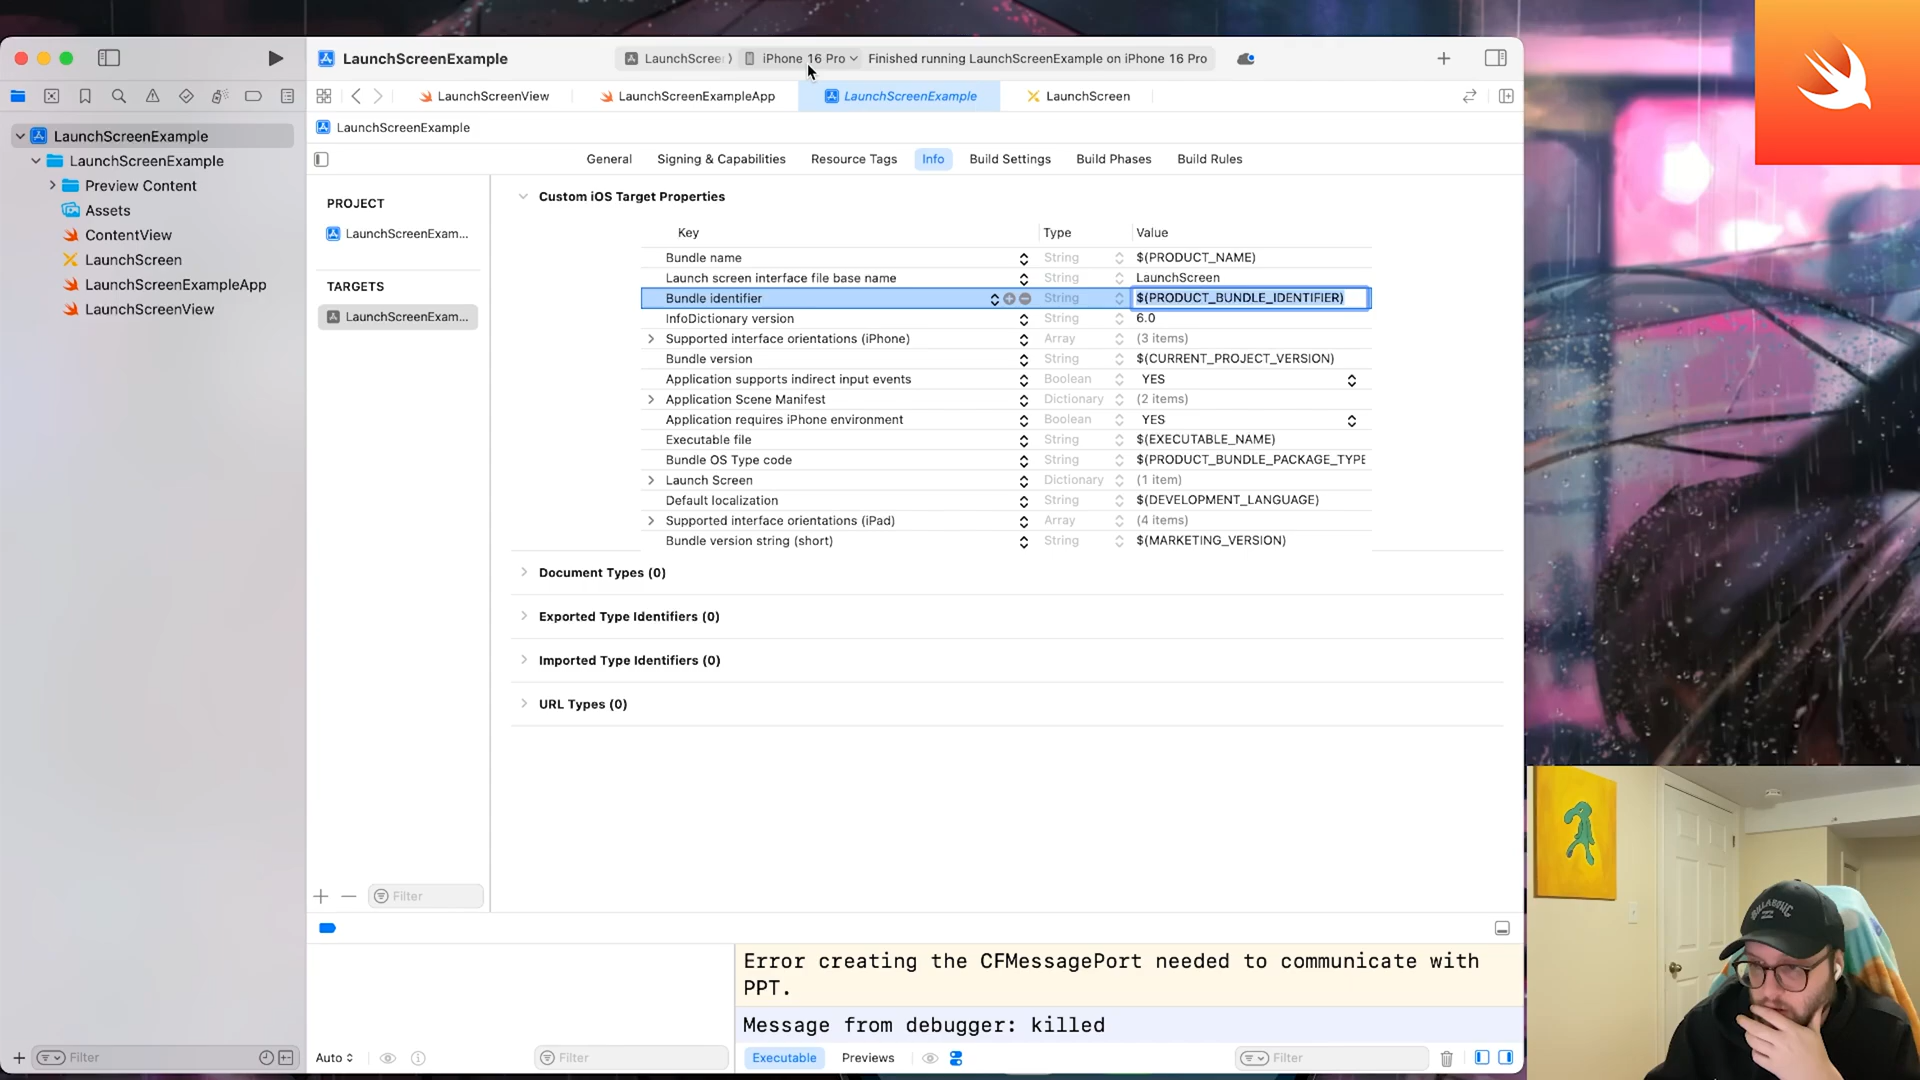 LaunchScreenExample
LaunchScree
iPhone 16 Pro
Finished running LaunchScreenExample on iPhone 16 Pro
LaunchScreenView
LaunchScreenExampleApp
LaunchScreenExample
LaunchScreen
LaunchScreenExample
LaunchScreenExample
LaunchScreenExample
Preview Content
Assets
ContentView
LaunchScreen
LaunchScreenExampleApp
LaunchScreenView
General
Signing & Capabilities
Resource Tags
Info
Build Settings
Build Phases
Build Rules
PROJECT
LaunchScreenExam...
TARGETS
LaunchScreenExam...
Custom iOS Target Properties
Key Type Value
Bundle name String $(PRODUCT_NAME)
Launch screen interface file base name String LaunchScreen
Bundle identifier String $(PRODUCT_BUNDLE_IDENTIFIER)
InfoDictionary version String 6.0
Supported interface orientations (iPhone) Array (3 items)
Bundle version String $(CURRENT_PROJECT_VERSION)
Application supports indirect input events Boolean YES
Application Scene Manifest Dictionary (2 items)
Application requires iPhone environment Boolean YES
Executable file String $(EXECUTABLE_NAME)
Bundle OS Type code String $(PRODUCT_BUNDLE_PACKAGE_TYPE
Launch Screen Dictionary (1 item)
Default localization String $(DEVELOPMENT_LANGUAGE)
Supported interface orientations (iPad) Array (4 items)
Bundle version string (short) String $(MARKETING_VERSION)
Document Types (0)
Exported Type Identifiers (0)
Imported Type Identifiers (0)
URL Types (0)
Filter
Error creating the CFMessagePort needed to communicate with
PPT.
Message from debugger: killed
Filter
Auto
Filter
Executable
Previews
Filter
BILLABONG